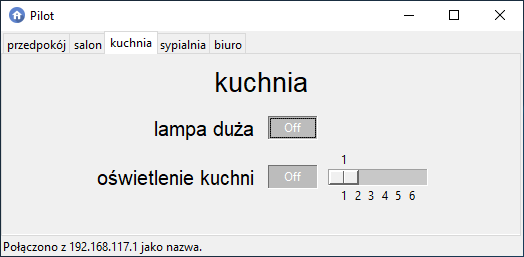 Pilot
przedpokój salon kuchnia sypialnia biuro
kuchnia
lampa duża Off
1
oświetlenie kuchni Off
1 2 3 4 5 6
Połączono z 192.168.117.1 jako nazwa.